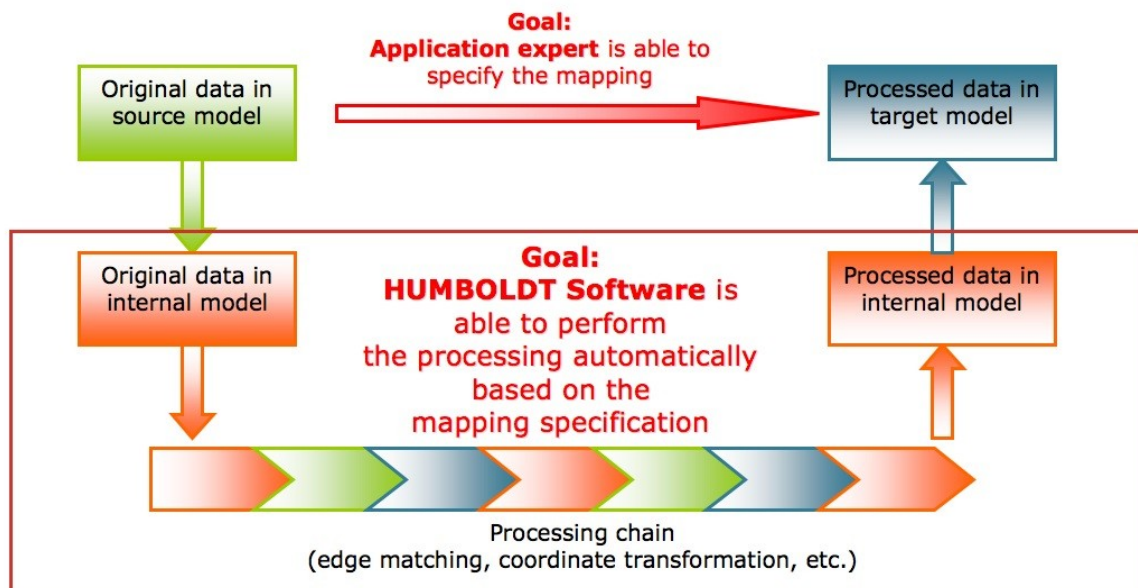 Goal:
Application expert is able to
specify the mapping
Original data in
source model
Processed data in
target model
Original data in
internal model
Goal:
HUMBOLDT Software is
able to perform
the processing automatically
based on the
mapping specification
Processed data in
internal model
Processing chain
(edge matching, coordinate transformation, etc.)